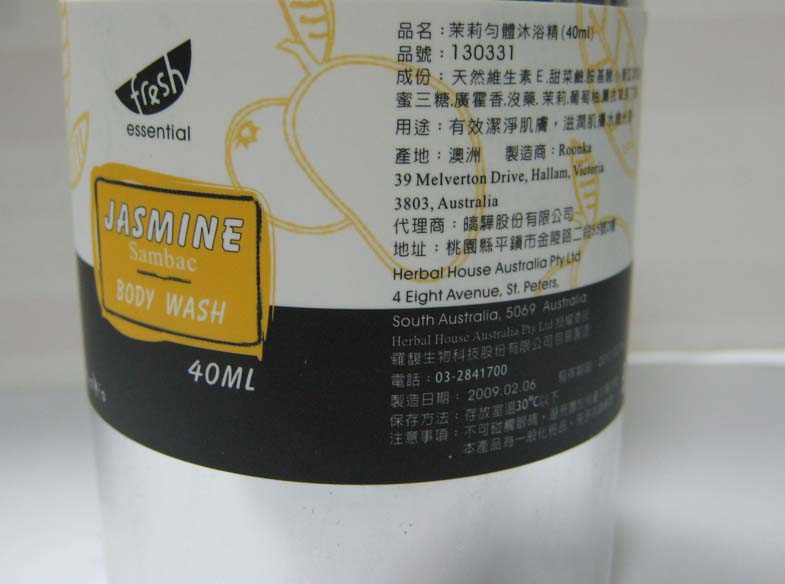 fresh
essential
JASMINE
Sambac
BODY WASH
40ML
品名：茉莉勻體沐浴精(40ml)
品號：130331
成份：天然維生素E.甜菜鹼.胺基酸
蜜三糖.廣霍香.沒藥.茉莉.葡萄柚
用途：有效潔淨肌膚，滋潤肌膚
產地：澳洲 製造商：Roonka
39 Melverton Drive, Hallam, Victoria
3803, Australia
代理商：皜驊股份有限公司
地址：桃園縣平鎮市金陵路二段
Herbal House Australia Pty Ltd
4 Eight Avenue, St. Peters,
South Australia, 5069 Australia
Herbal House Australia Pty Ltd 授權委託
羅馥生物科技股份有限公司
電話：03-2841700
製造日期：2009.02.06 有效期限：
保存方法：存放室溫30°C以下
注意事項：不可碰觸眼睛，
本產品為一般化粧品，